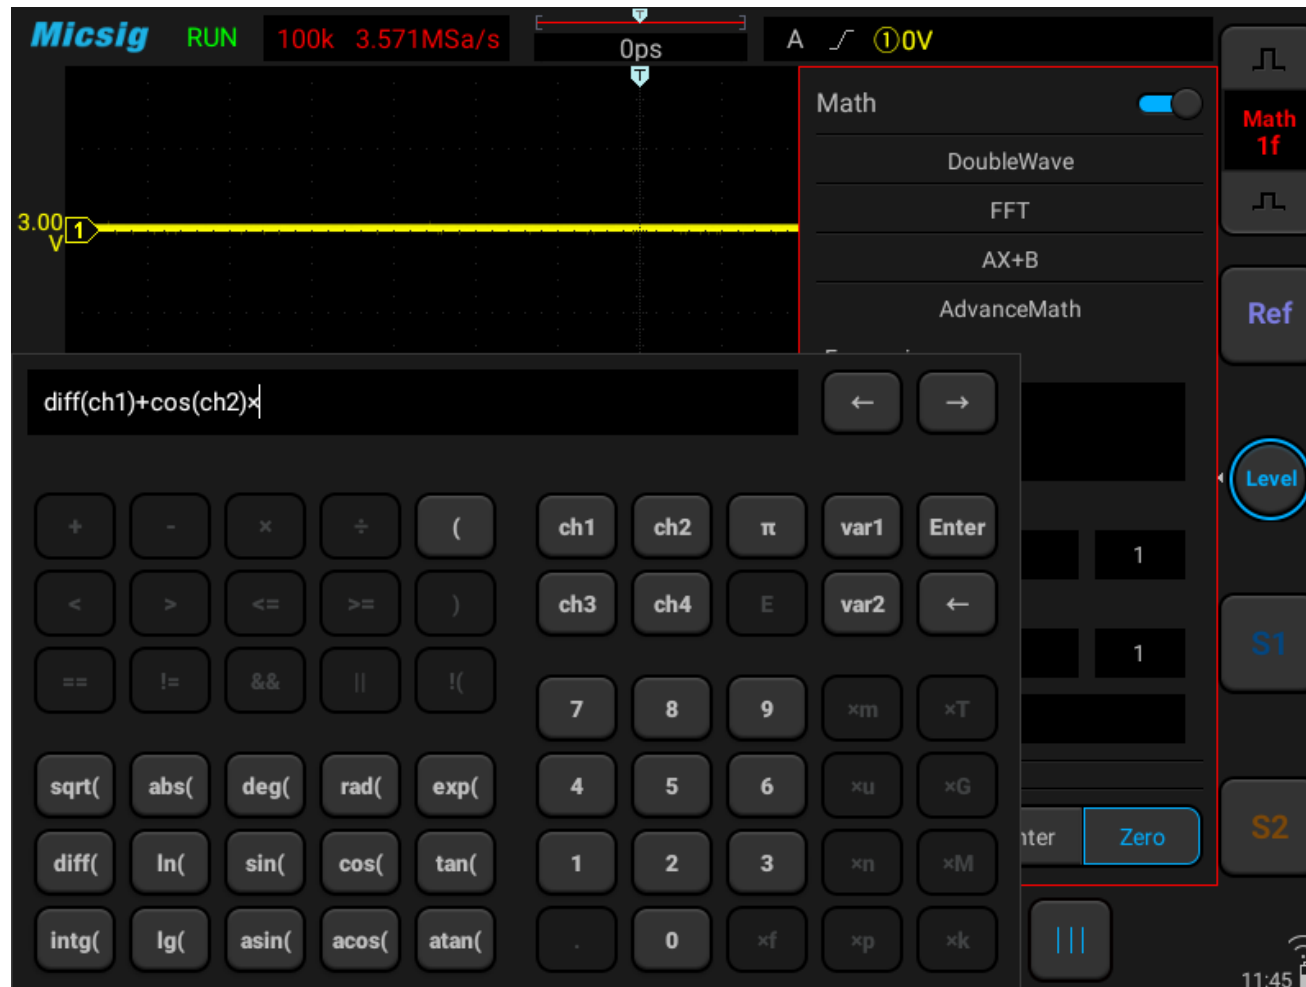 Micsig RUN 100k 3.571MSa/s 0ps A ①0V
T
T
Math
Math
1f
DoubleWave
3.00
V
1
FFT
AX+B
AdvanceMath
Ref
diff(ch1)+cos(ch2)×
← →
Level
+ - × ÷ ( ch1 ch2 π var1 Enter
1
< > <= >= ) ch3 ch4 E var2 ←
S1
1
== != && || !(
7 8 9 ×m ×T
sqrt( abs( deg( rad( exp( 4 5 6 ×u ×G
S2
Zero
diff( ln( sin( cos( tan( 1 2 3 ×n ×M
intg( lg( asin( acos( atan( . 0 ×f ×p ×k
11:45